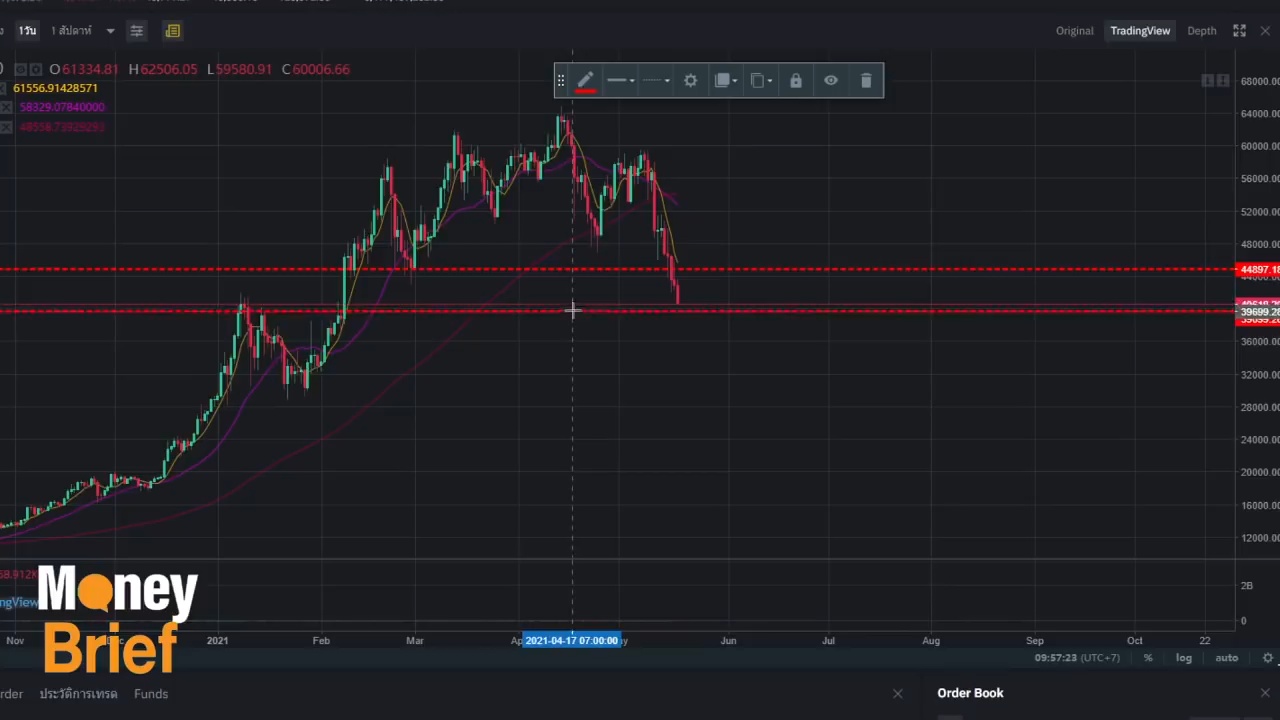 1วัน 1 สัปดาห์ Original TradingView Depth
O61334.81 H62506.05 L59580.91 C60006.66
61556.91428571
58329.07840000
68000.00
64000.00
60000.00
56000.00
52000.00
48000.00
44897.18
39699.28
36000.00
32000.00
28000.00
24000.00
20000.00
16000.00
12000.00
2B
0
Money
Brief
Nov 2021 Feb Mar 2021-04-17 07:00:00 Jun Jul Aug Sep Oct 22
09:57:23 (UTC+7) % log auto
ประวัติการเทรด Funds Order Book